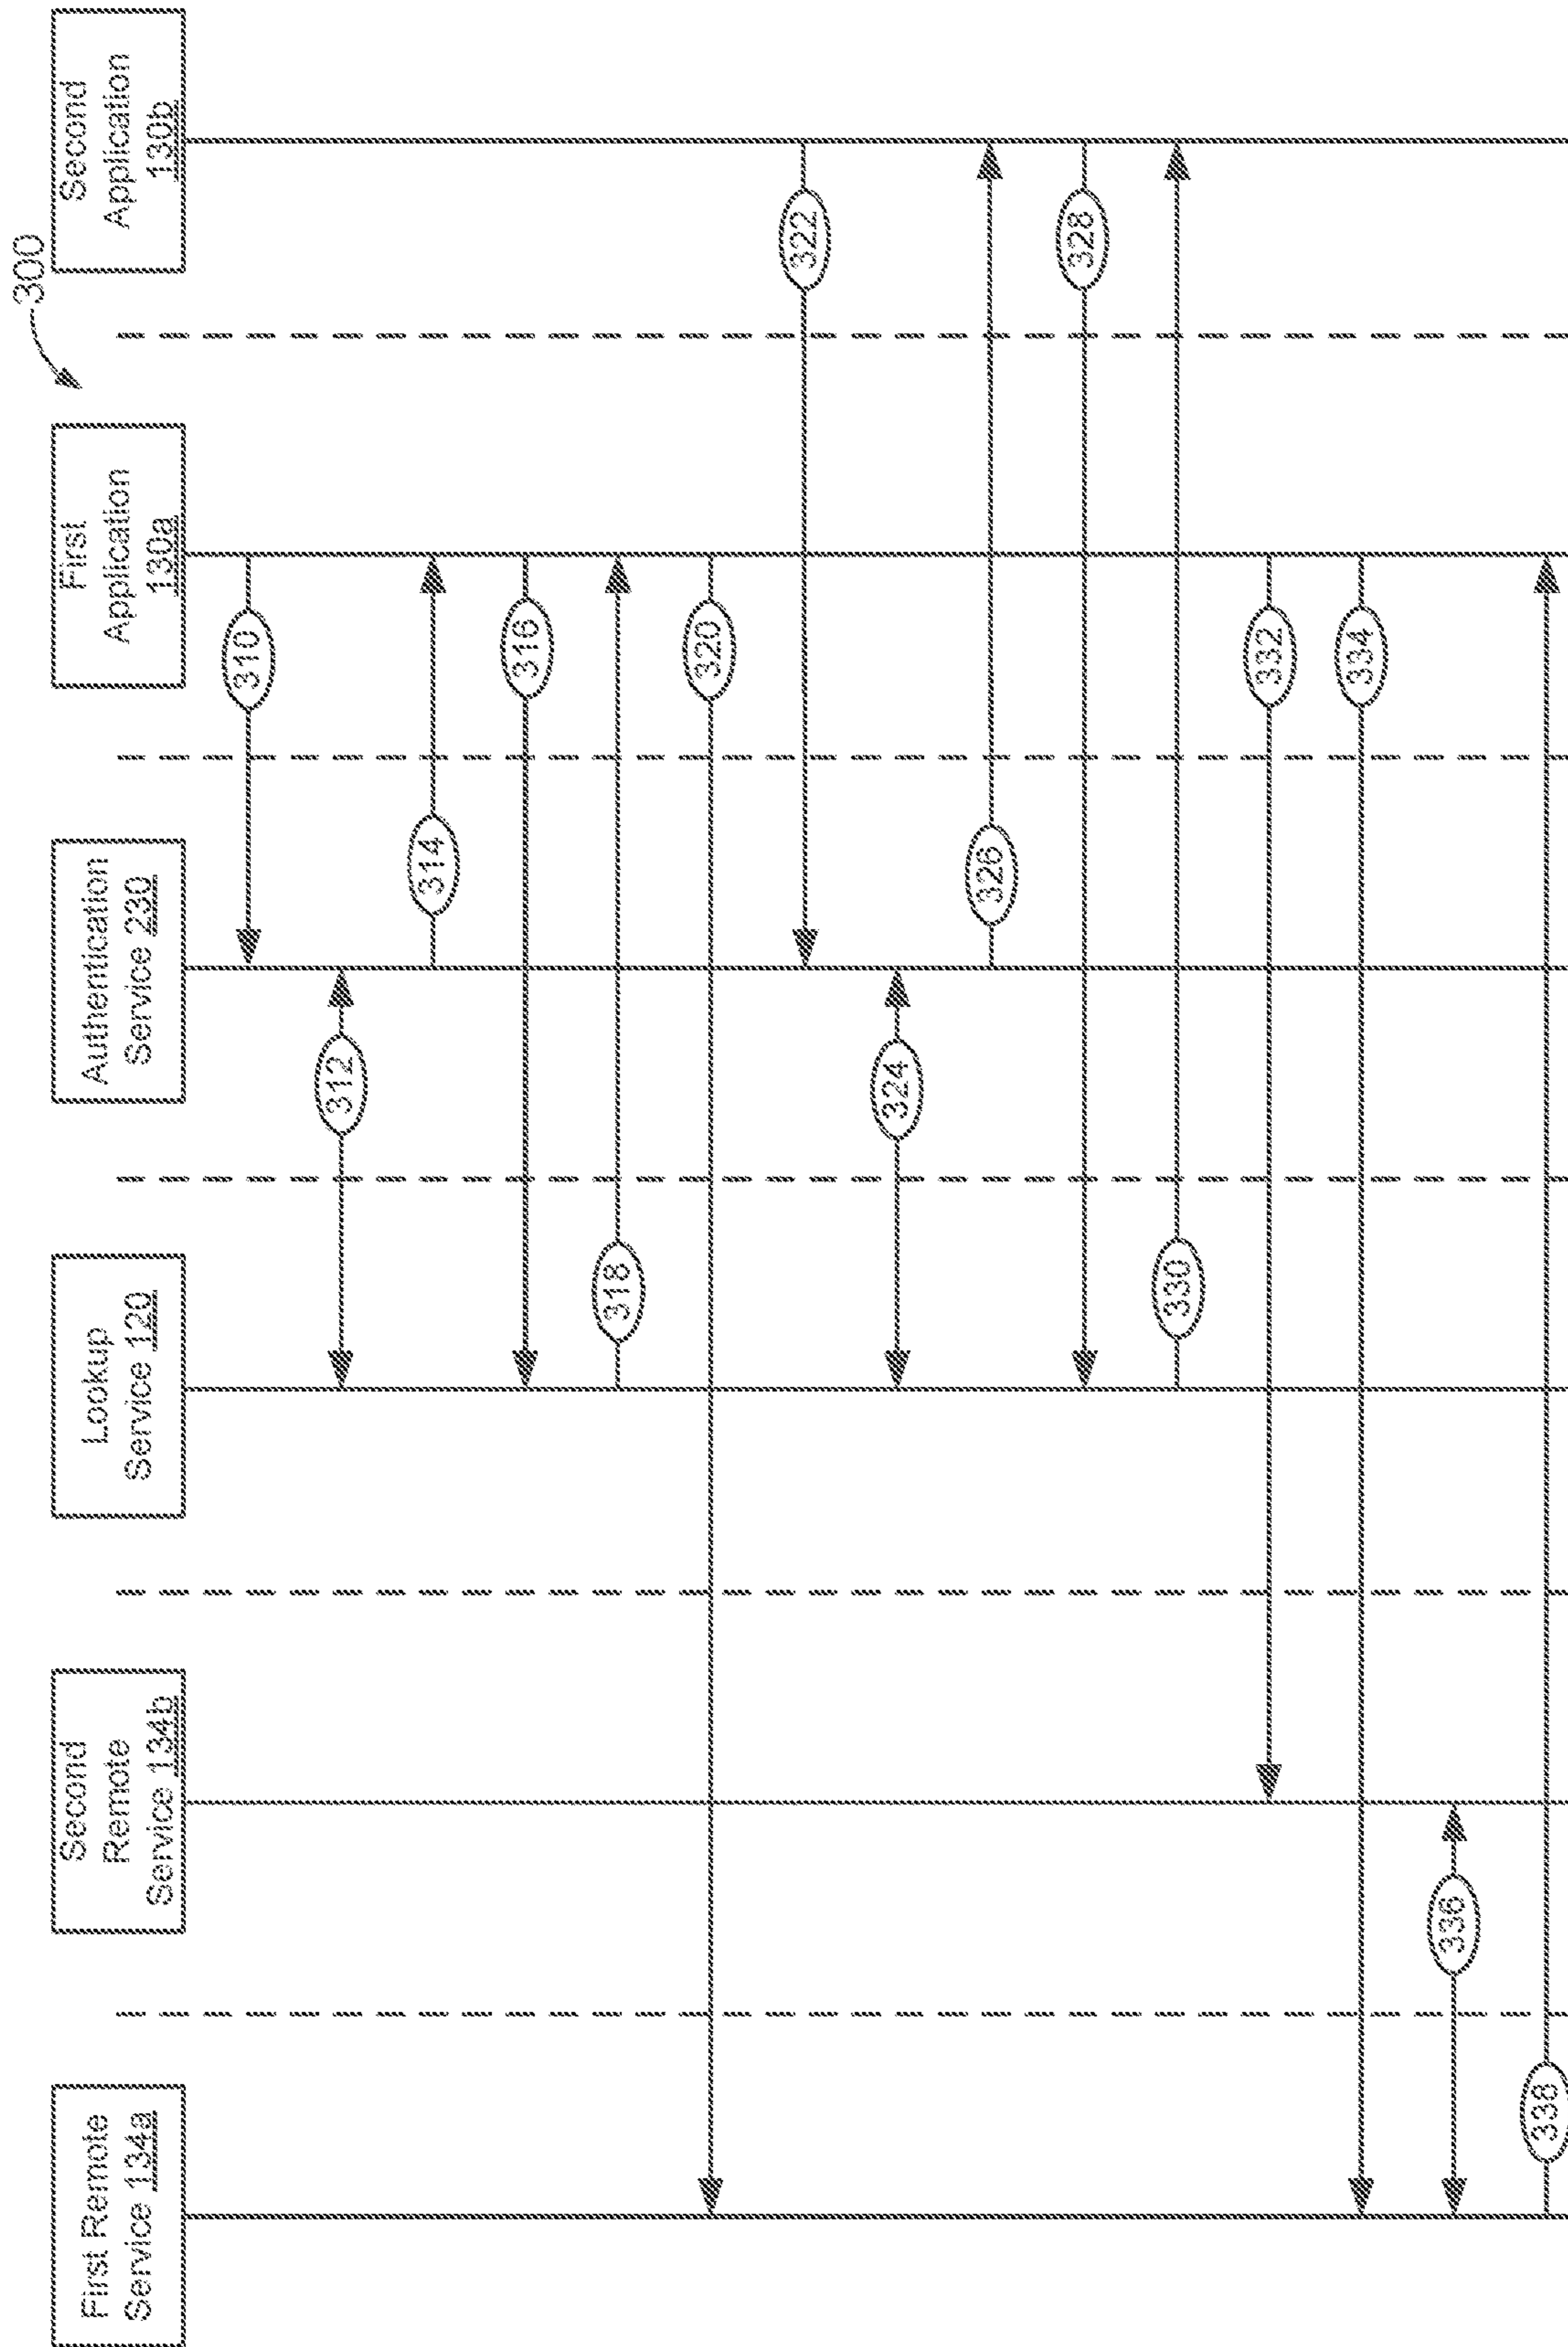 300
First Remote
Service 134a
Second
Remote
Service 134b
Lookup
Service 120
Authentication
Service 230
First
Application
130a
Second
Application
130b
310
312
314
316
318
320
322
324
326
328
330
332
334
336
338